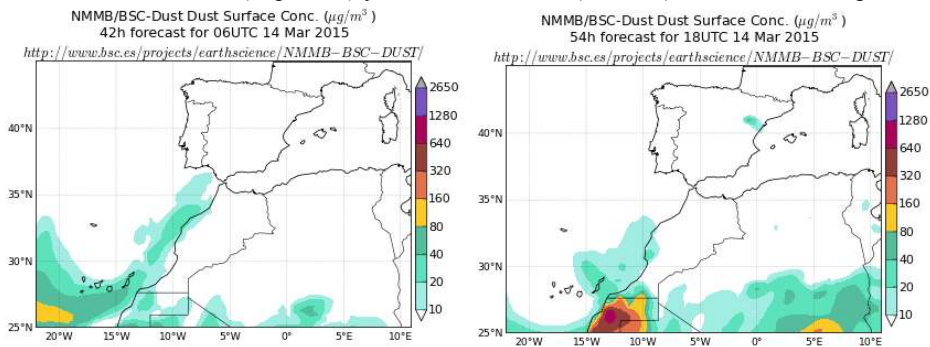 NMMB/BSC-Dust Dust Surface Conc. (µg/m³)
42h forecast for 06UTC 14 Mar 2015
http://www.bsc.es/projects/earthscience/NMMB-BSC-DUST/
40°N
35°N
30°N
25°N
20°W
15°W
10°W
5°W
0°E
5°E
10°E
2650
1280
640
320
160
80
40
20
10
NMMB/BSC-Dust Dust Surface Conc. (µg/m³)
54h forecast for 18UTC 14 Mar 2015
http://www.bsc.es/projects/earthscience/NMMB-BSC-DUST/
40°N
35°N
30°N
25°N
20°W
15°W
10°W
5°W
0°E
5°E
10°E
2650
1280
640
320
160
80
40
20
10